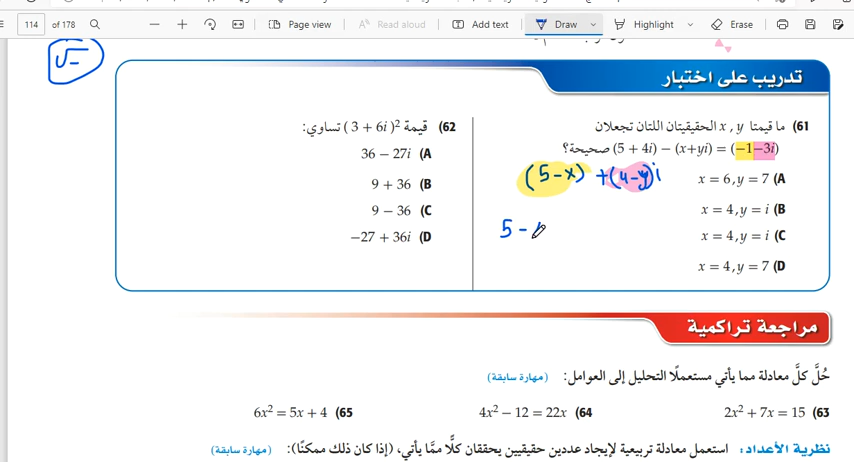 114 of 178 Page view Read aloud Add text Draw Highlight Erase
√−
تدريب على اختبار
61) ما قيمتا x , y الحقيقيتان اللتان تجعلان
(5 + 4i) − (x+yi) = (−1−3i) صحيحة؟
(5-x) + (4-y)i
x = 6, y = 7 (A
5 -
x = 4, y = i (B
x = 4, y = i (C
x = 4, y = 7 (D
62) قيمة (3 + 6i)² تساوي:
36 − 27i (A
9 + 36 (B
9 − 36 (C
−27 + 36i (D
مراجعة تراكمية
حُلَّ كلَّ معادلة مما يأتي مستعملًا التحليل إلى العوامل: (مهارة سابقة)
2x² + 7x = 15 (63
4x² − 12 = 22x (64
6x² = 5x + 4 (65
نظرية الأعداد: استعمل معادلة تربيعية لإيجاد عددين حقيقيين يحققان كلًّا ممَّا يأتي، (إذا كان ذلك ممكنًا): (مهارة سابقة)